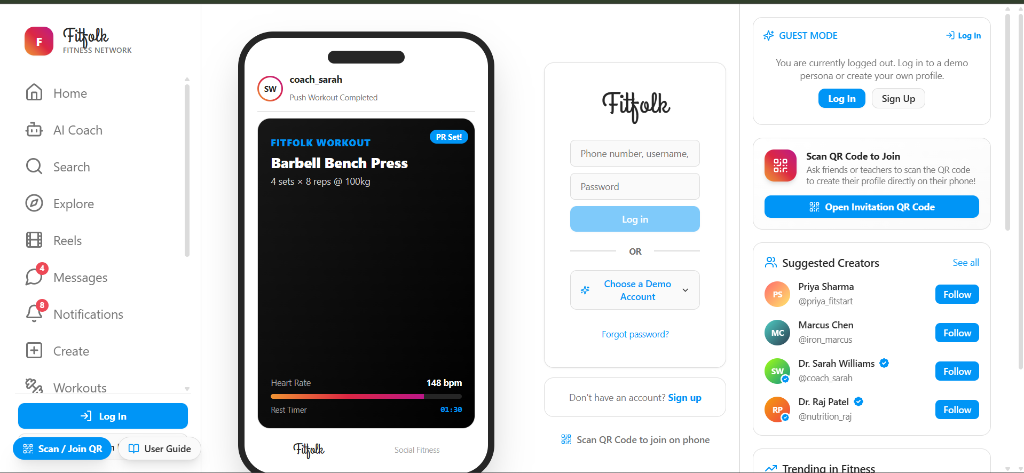 F
Fitfolk
FITNESS NETWORK
Home
AI Coach
Search
Explore
Reels
4
Messages
8
Notifications
Create
Workouts
Log In
Scan / Join QR
User Guide
SW
coach_sarah
Push Workout Completed
FITFOLK WORKOUT
PR Set!
Barbell Bench Press
4 sets × 8 reps @ 100kg
Heart Rate
148 bpm
Rest Timer
01:30
Fitfolk
Social Fitness
Fitfolk
Phone number, username,
Password
Log in
OR
Choose a Demo
Account
Forgot password?
Don't have an account? Sign up
Scan QR Code to join on phone
GUEST MODE
Log In
You are currently logged out. Log in to a demo
persona or create your own profile.
Log In
Sign Up
Scan QR Code to Join
Ask friends or teachers to scan the QR code
to create their profile directly on their phone!
Open Invitation QR Code
Suggested Creators
See all
PS
Priya Sharma
@priya_fitstart
Follow
MC
Marcus Chen
@iron_marcus
Follow
SW
Dr. Sarah Williams
@coach_sarah
Follow
RP
Dr. Raj Patel
@nutrition_raj
Follow
Trending in Fitness